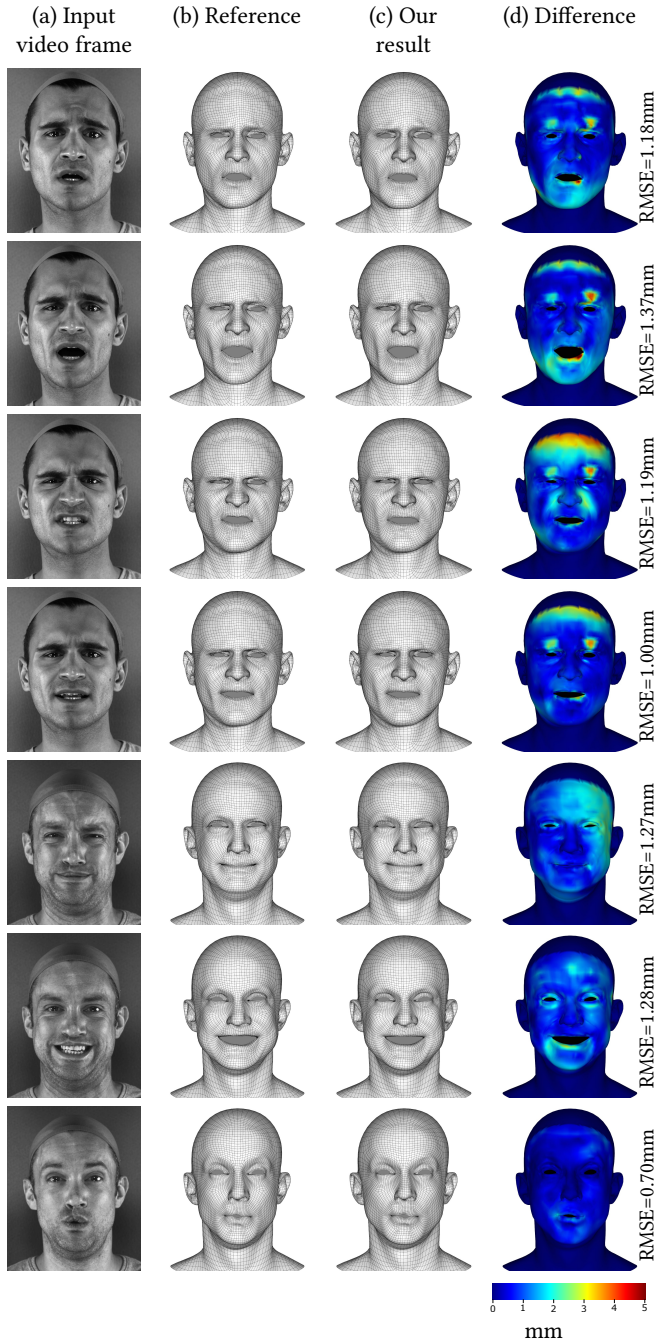 (a) Input
video frame
(b) Reference
(c) Our
result
(d) Difference
RMSE=1.18mm
RMSE=1.37mm
RMSE=1.19mm
RMSE=1.00mm
RMSE=1.27mm
RMSE=1.28mm
RMSE=0.70mm
0 1 2 3 4 5
mm